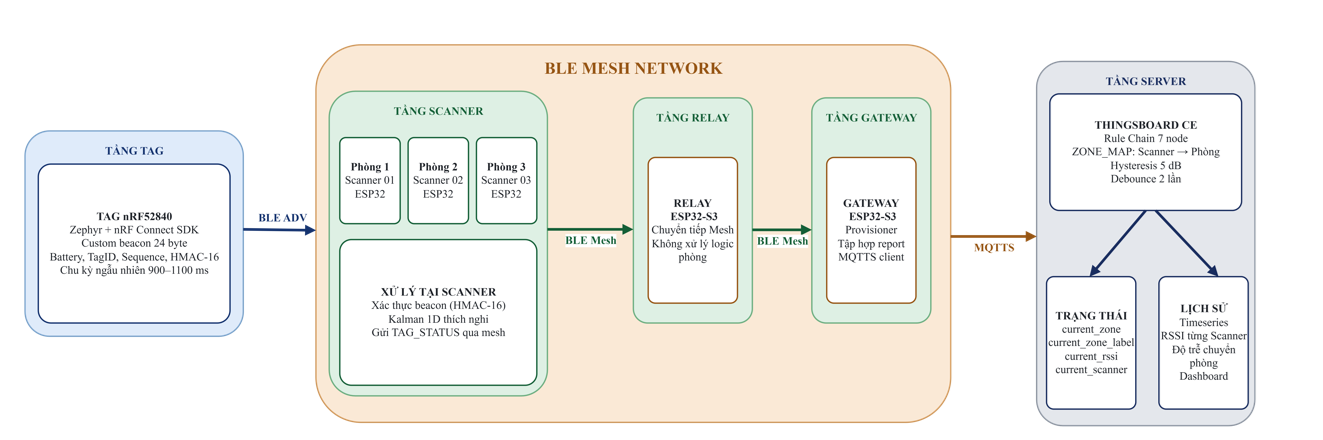 TẦNG TAG
TAG nRF52840
Zephyr + nRF Connect SDK
Custom beacon 24 byte
Battery, TagID, Sequence, HMAC-16
Chu kỳ ngẫu nhiên 900–1100 ms
BLE ADV
BLE MESH NETWORK
TẦNG SCANNER
Phòng 1
Scanner 01
ESP32
Phòng 2
Scanner 02
ESP32
Phòng 3
Scanner 03
ESP32
XỬ LÝ TẠI SCANNER
Xác thực beacon (HMAC-16)
Kalman 1D thích nghi
Gửi TAG_STATUS qua mesh
BLE Mesh
TẦNG RELAY
RELAY
ESP32-S3
Chuyển tiếp Mesh
Không xử lý logic
phòng
BLE Mesh
TẦNG GATEWAY
GATEWAY
ESP32-S3
Provisioner
Tập hợp report
MQTTS client
MQTTS
TẦNG SERVER
THINGSBOARD CE
Rule Chain 7 node
ZONE_MAP: Scanner → Phòng
Hysteresis 5 dB
Debounce 2 lần
TRẠNG THÁI
current_zone
current_zone_label
current_rssi
current_scanner
LỊCH SỬ
Timeseries
RSSI từng Scanner
Độ trễ chuyển
phòng
Dashboard